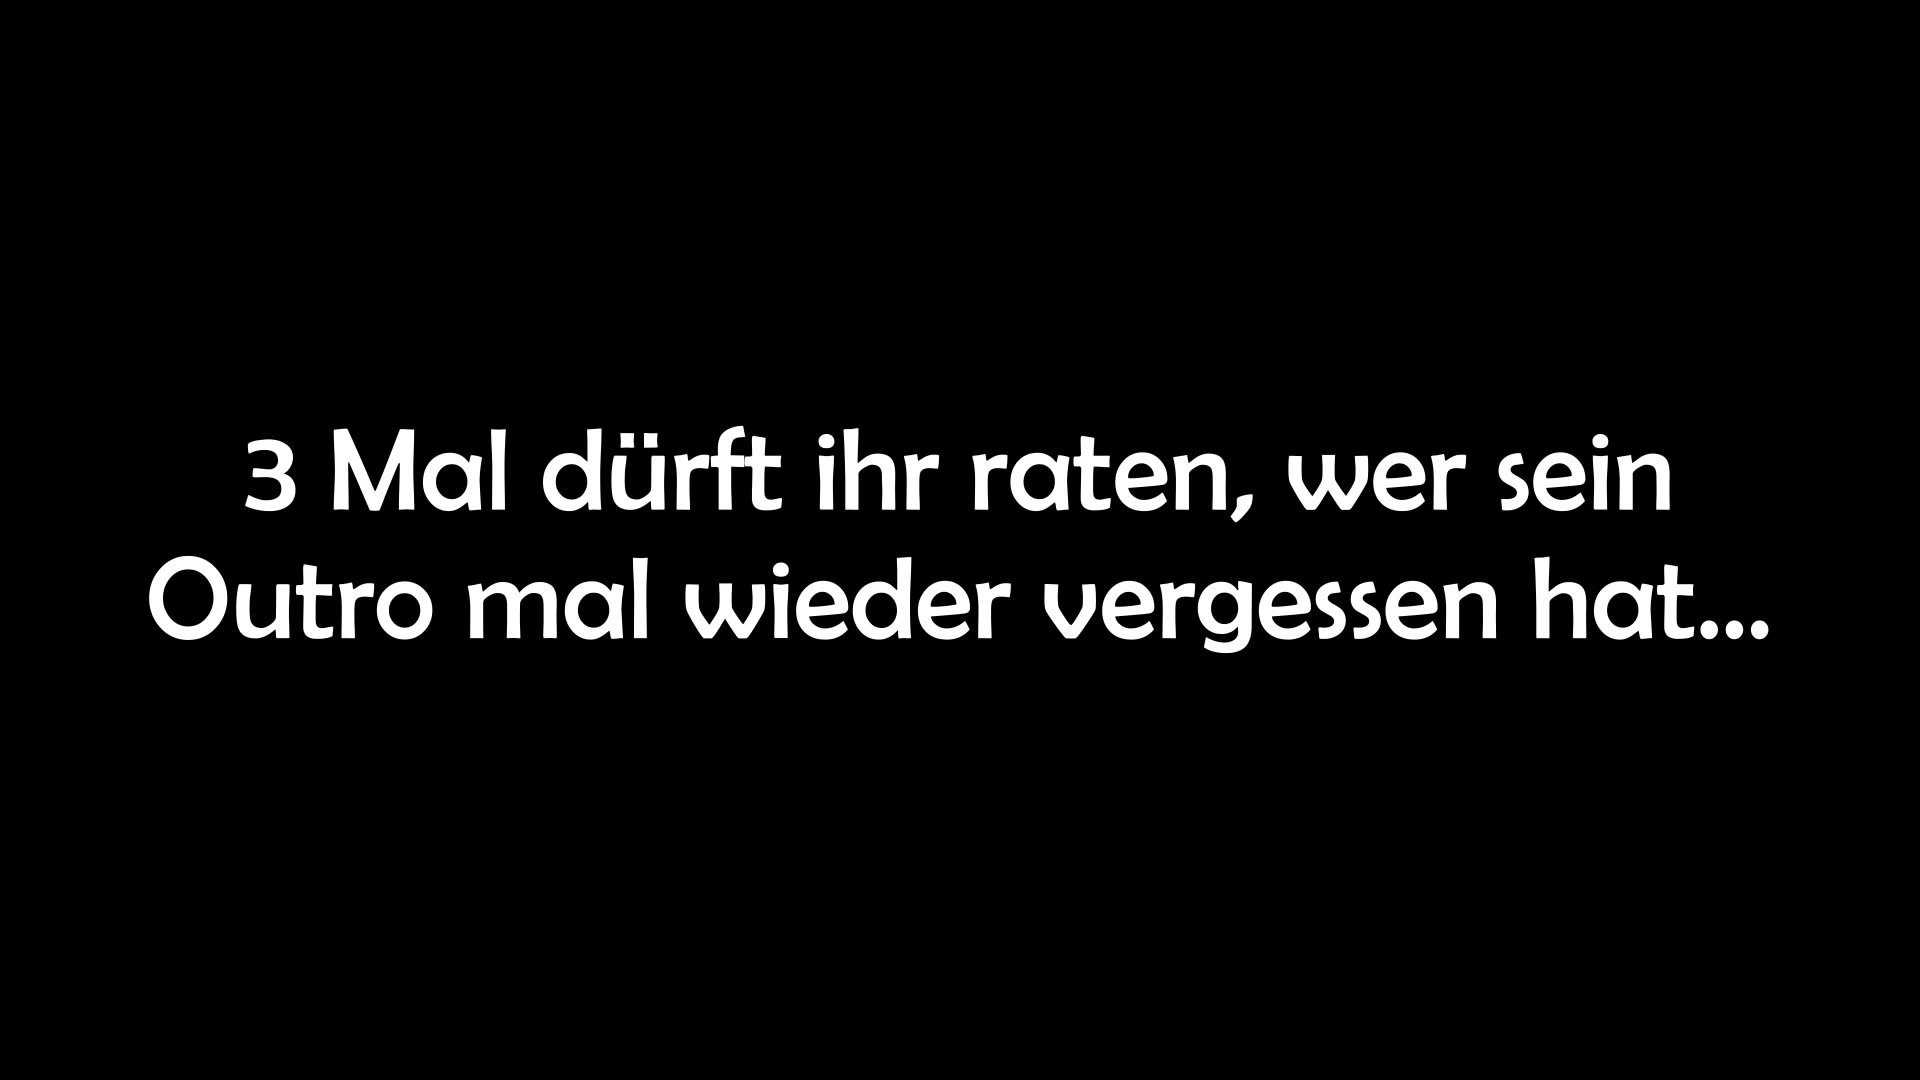 3 Mal dürft ihr raten, wer sein
Outro mal wieder vergessen hat...